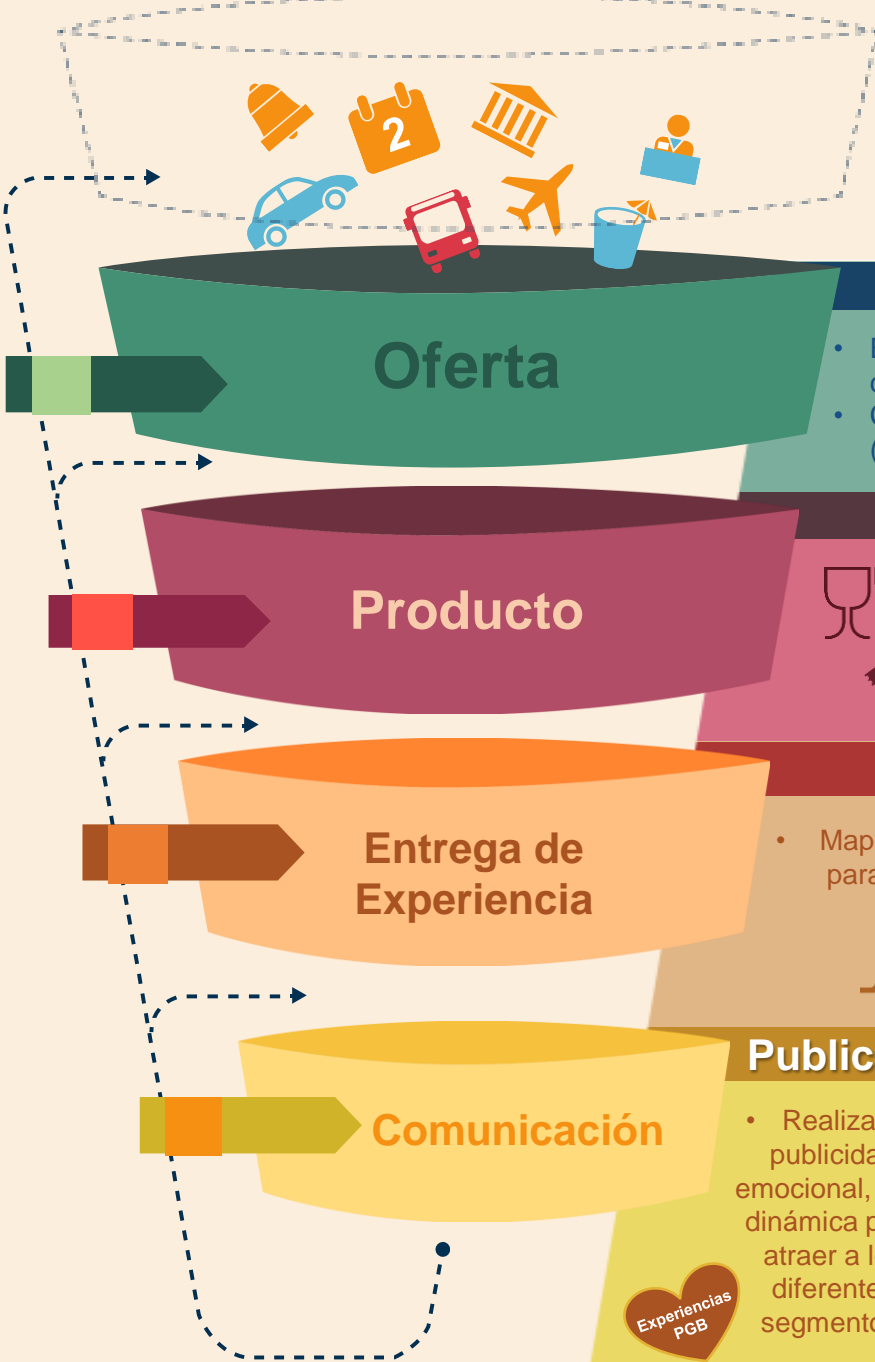 2
Oferta
Producto
Entrega de
Experiencia
Map
para
Public
Comunicación
• Realiza
publicida
emocional,
dinámica p
atraer a l
diferente
segmento
Experiencias
PGB